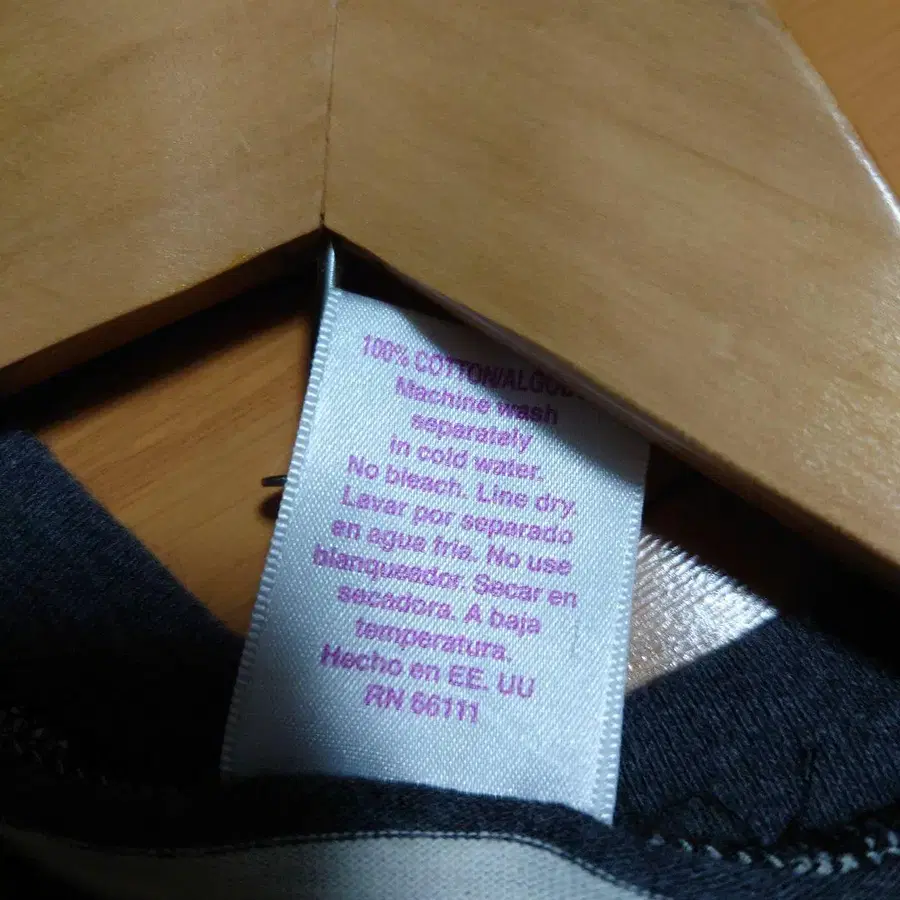 100% COTTON/ALGOD
Machine wash
separately
in cold water.
No bleach. Line dry.
Lavar por separado
en agua fria. No use
blanqueador. Secar en
secadora. A baja
temperatura.
Hecho en EE. UU
RN 66111